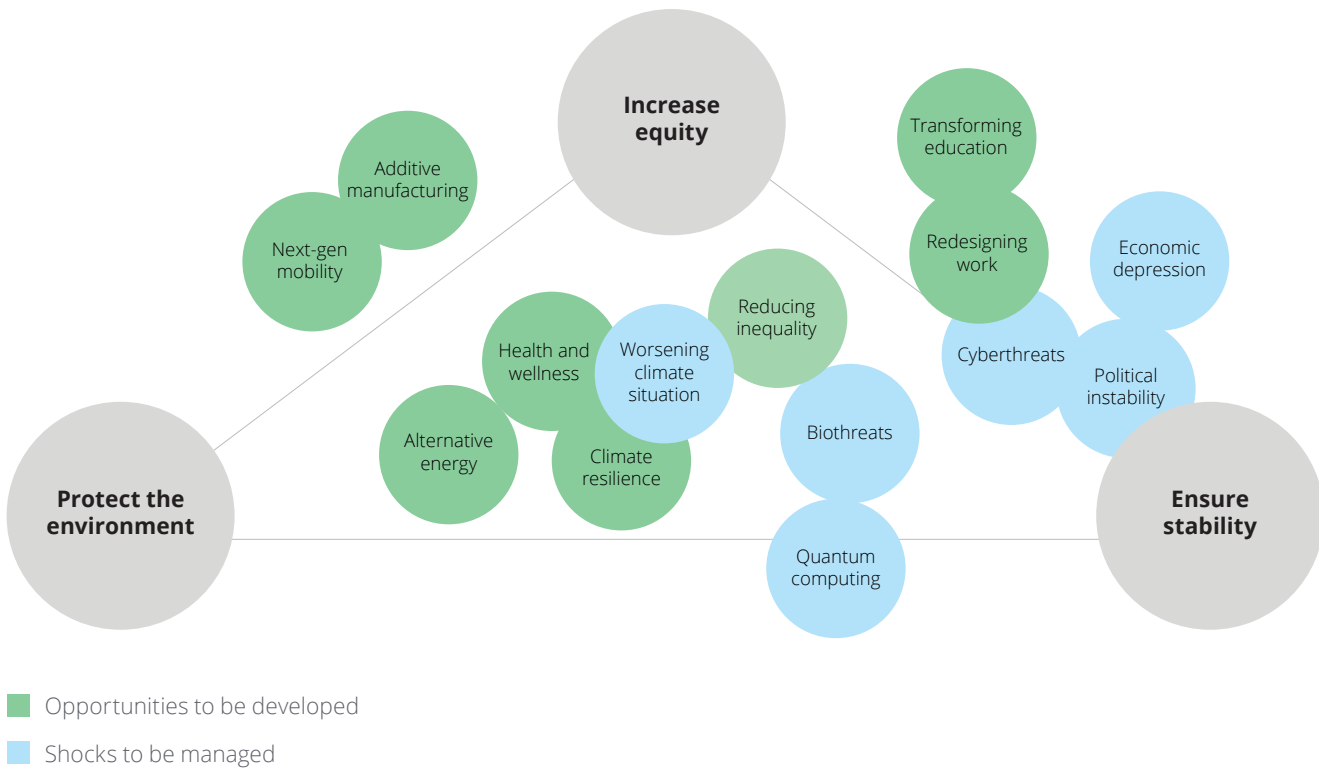 Increase
equity
Transforming
education
Additive
manufacturing
Next-gen
mobility
Redesigning
work
Economic
depression
Reducing
inequality
Health and
wellness
Worsening
climate
situation
Cyberthreats
Political
instability
Alternative
energy
Climate
resilience
Biothreats
Protect the
environment
Ensure
stability
Quantum
computing
Opportunities to be developed
Shocks to be managed